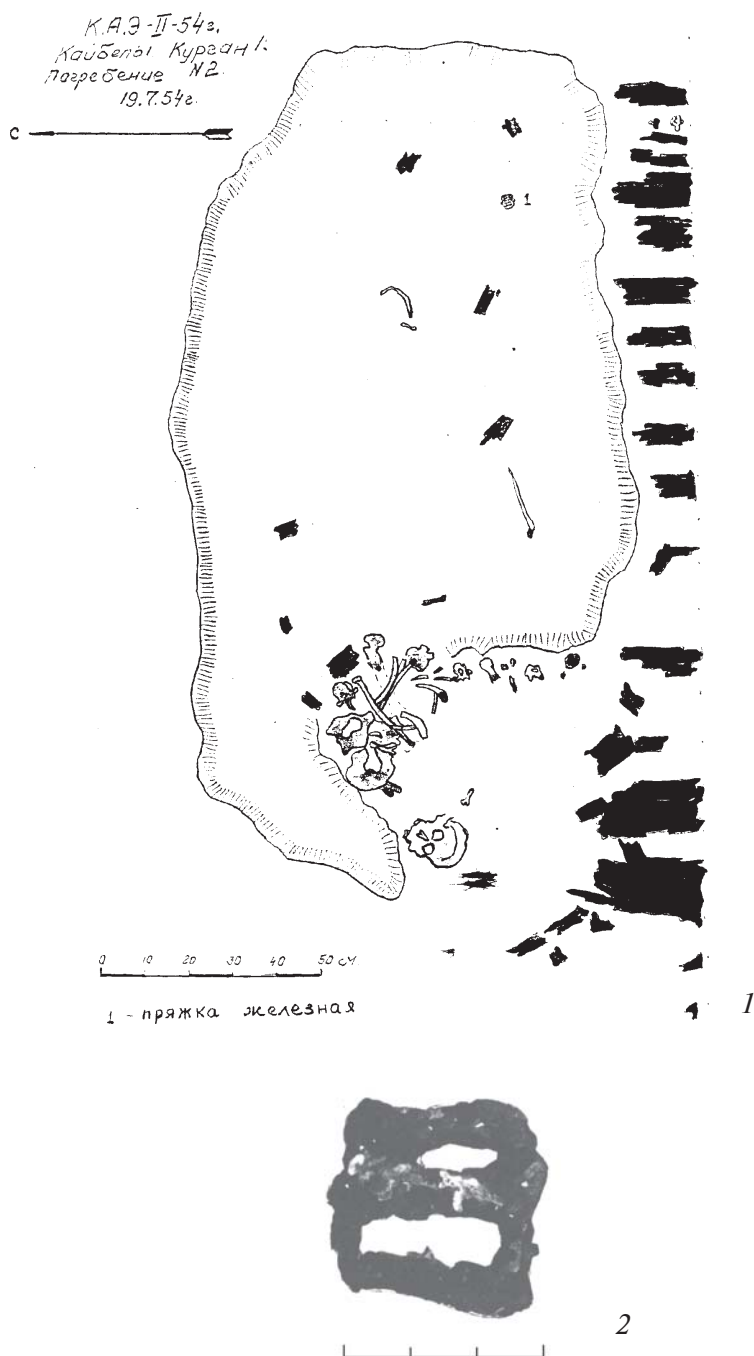 К.А.Э-II-54г.
Кайбелы Курган 1.
Погребение №2.
19.7.54г.
С
1
0 10 20 30 40 50 см.
1 - пряжка железная
1
2